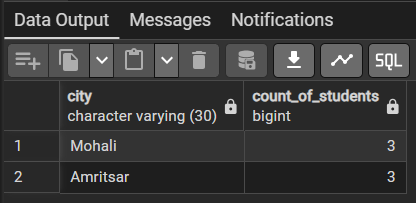 Data Output Messages Notifications
SQL
city count_of_students
character varying (30) bigint
1 Mohali 3
2 Amritsar 3